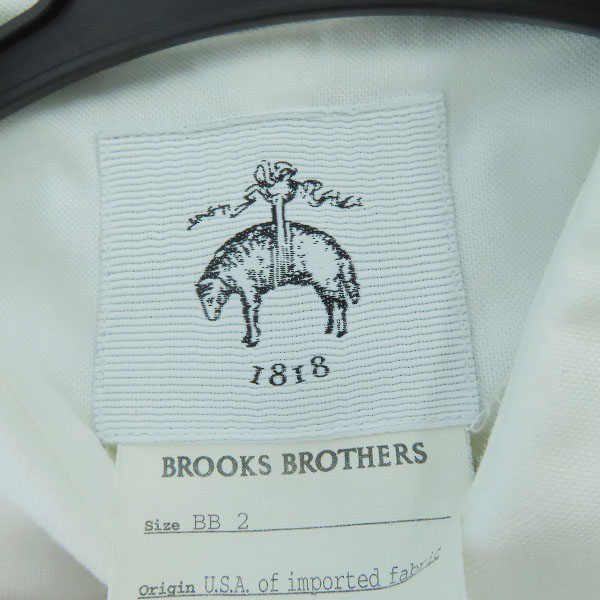 1818
BROOKS BROTHERS
Size BB 2
Origin U.S.A. of imported fabric